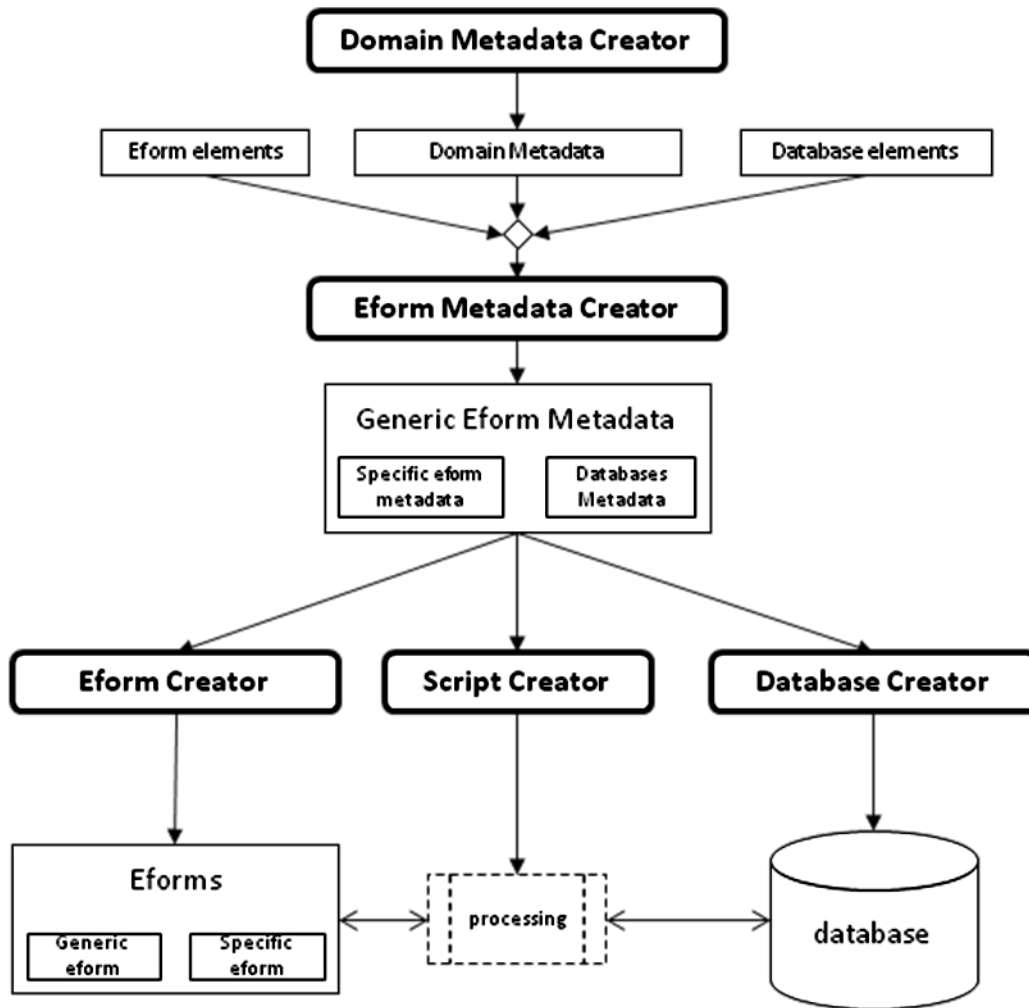 Domain Metadata Creator
Eform elements
Domain Metadata
Database elements
Eform Metadata Creator
Generic Eform Metadata
Specific eform
metadata
Databases
Metadata
Eform Creator
Script Creator
Database Creator
Eforms
Generic
eform
Specific
eform
processing
database